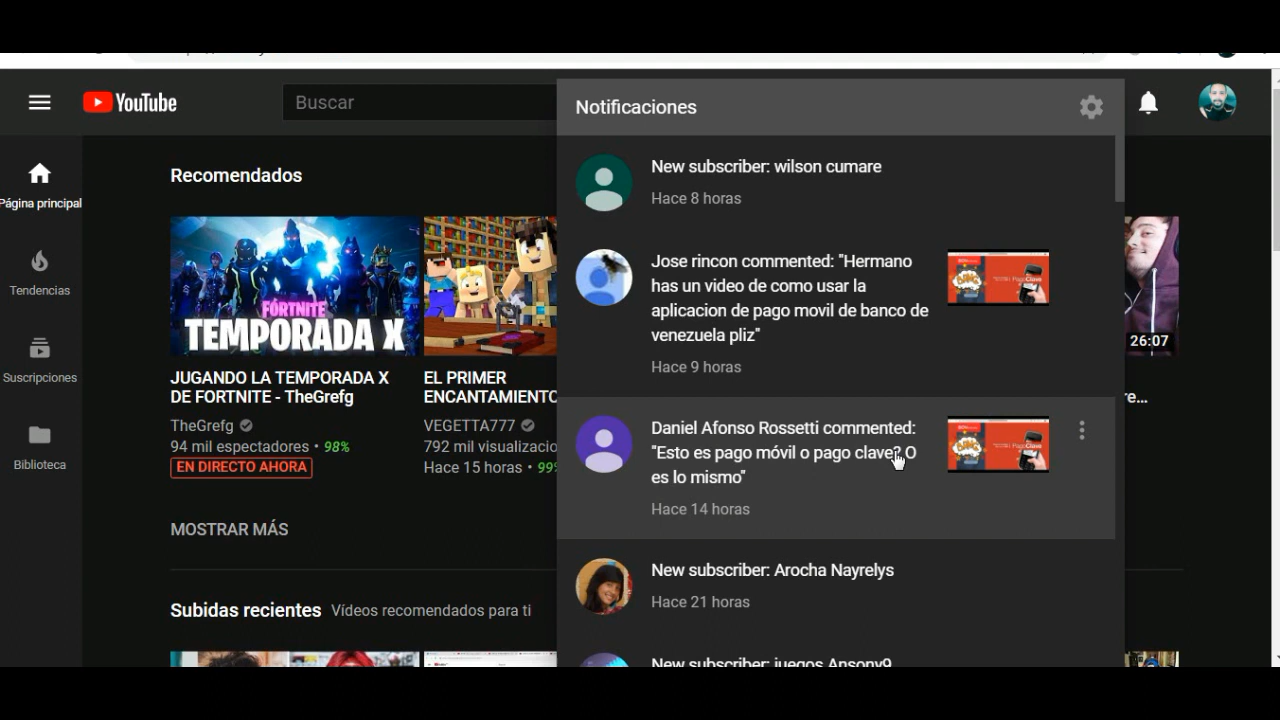 YouTube
Buscar
Notificaciones
Página principal
Tendencias
Suscripciones
Biblioteca
Recomendados
FORTNITE
TEMPORADA X
JUGANDO LA TEMPORADA X
DE FORTNITE - TheGrefg
TheGrefg
94 mil espectadores • 98%
EN DIRECTO AHORA
EL PRIMER
ENCANTAMIENTO
VEGETTA777
792 mil visualizacio
Hace 15 horas • 99
MOSTRAR MÁS
Subidas recientes Vídeos recomendados para ti
New subscriber: wilson cumare
Hace 8 horas
Jose rincon commented: "Hermano
has un video de como usar la
aplicacion de pago movil de banco de
venezuela pliz"
Hace 9 horas
Daniel Afonso Rossetti commented:
"Esto es pago móvil o pago clave? O
es lo mismo"
Hace 14 horas
New subscriber: Arocha Nayrelys
Hace 21 horas
New subscriber: juegos Ansony9
26:07
re...